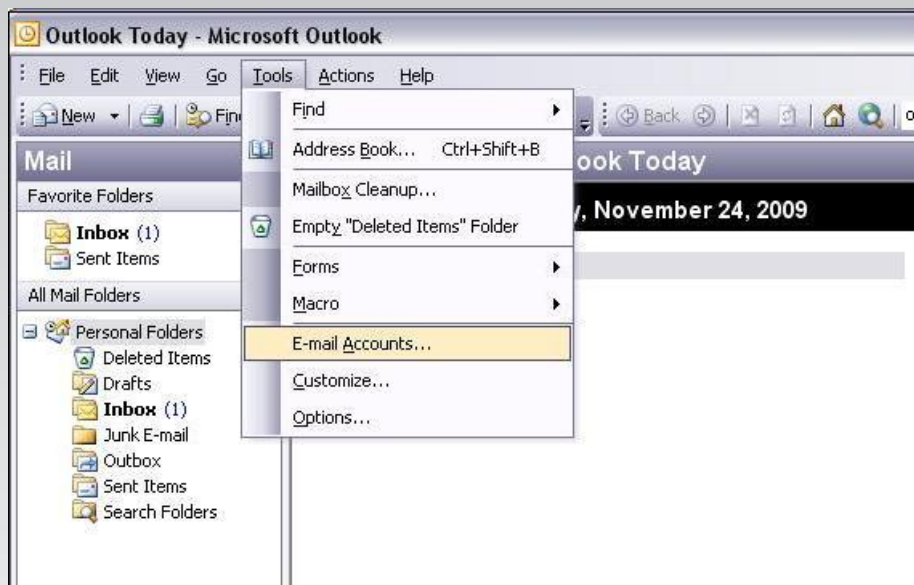 Outlook Today - Microsoft Outlook
File Edit View Go Tools Actions Help
New Find Back
Mail
ook Today
Favorite Folders
Inbox (1)
Sent Items
All Mail Folders
Personal Folders
Deleted Items
Drafts
Inbox (1)
Junk E-mail
Outbox
Sent Items
Search Folders
Find
Address Book... Ctrl+Shift+B
Mailbox Cleanup...
Empty "Deleted Items" Folder
Forms
Macro
E-mail Accounts...
Customize...
Options...
, November 24, 2009